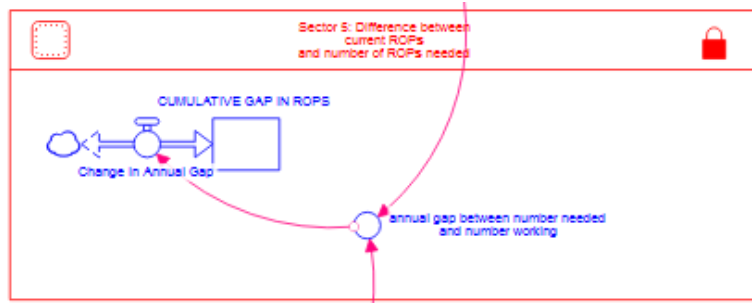 Sector 5: Difference between
current ROPs
and number of ROPs needed
CUMULATIVE GAP IN ROPS
Change in Annual Gap
annual gap between number needed
and number working